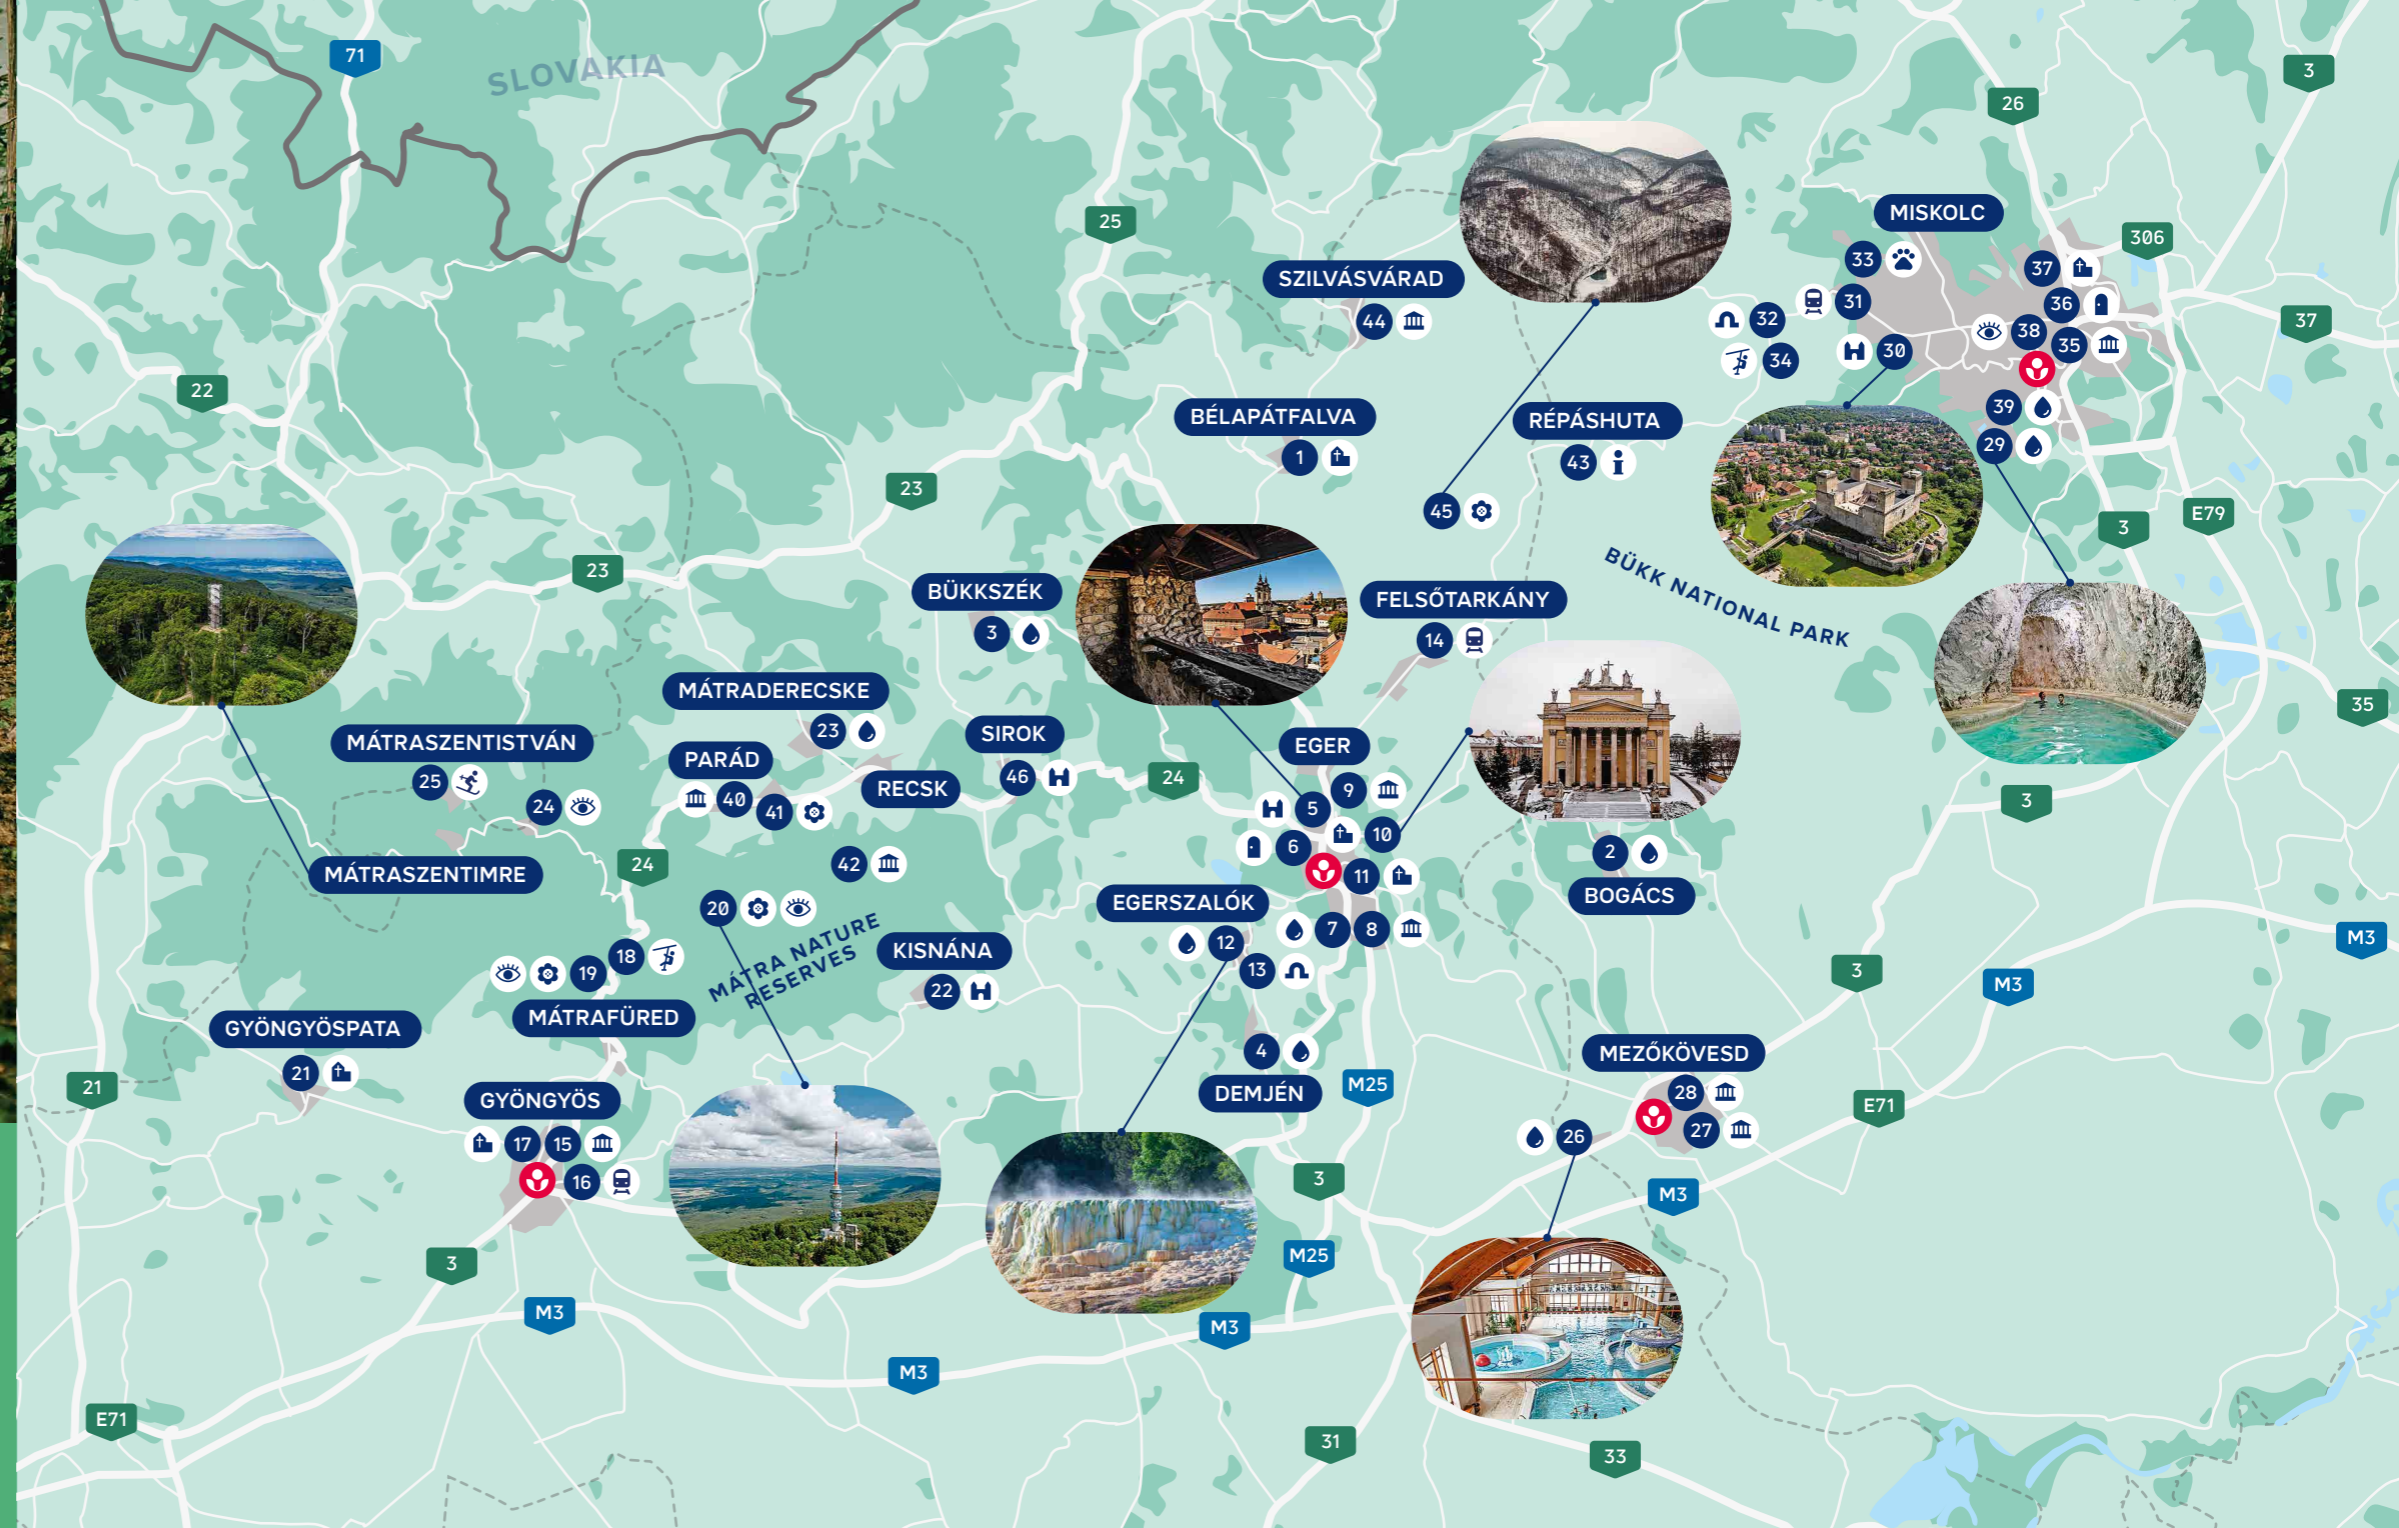 71
SLOVAKIA
3
26
MISKOLC
25
306
33
37
SZILVÁSVÁRAD
31
36
44
32
38
37
35
30
34
22
BÉLAPÁTFALVA
RÉPÁSHUTA
39
1
43
29
23
45
E79
3
23
BÜKK NATIONAL PARK
BÜKKSZÉK
FELSŐTARKÁNY
3
14
MÁTRADERECSKE
35
23
SIROK
MÁTRASZENTISTVÁN
EGER
PARÁD
25
46
24
RECSK
9
40
3
24
41
5
10
6
2
42
24
MÁTRASZENTIMRE
11
BOGÁCS
EGERSZALÓK
20
7
8
M3
MÁTRA NATURE
RESERVES
KISNÁNA
12
18
19
13
3
22
M3
MÁTRAFÜRED
GYÖNGYÖSPATA
4
MEZŐKÖVESD
21
21
M25
DEMJÉN
28
GYÖNGYÖS
E71
27
26
17
15
16
3
M3
3
M25
M3
M3
M3
E71
31
33